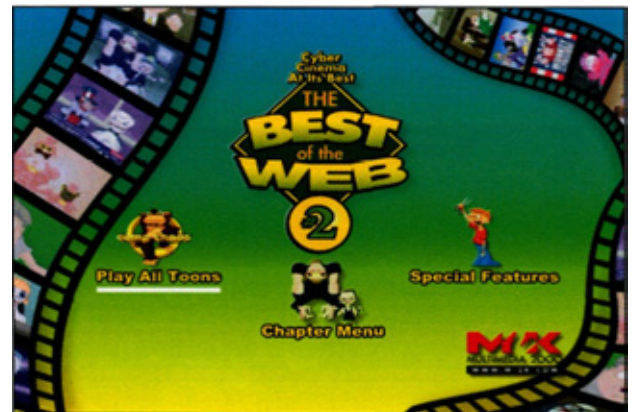 Cyber
Cinema
At Its Best
THE
BEST
of the
WEB
2
Play All Toons
Special Features
Chapter Menu
MULTIMEDIA 2000